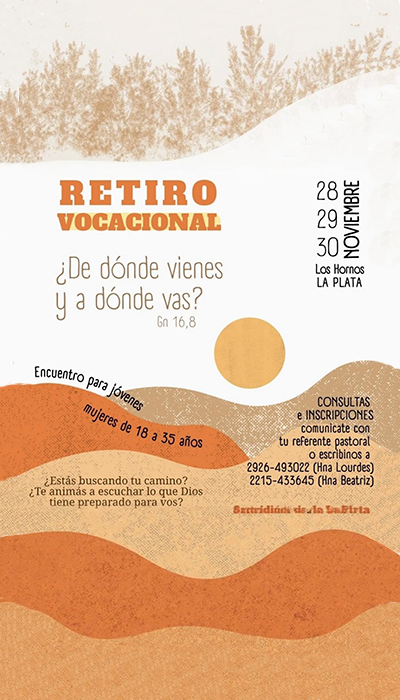 RETIRO
VOCACIONAL
¿De dónde vienes
y a dónde vas?
Gn 16,8
28
29
30
NOVIEMBRE
Los Hornos
LA PLATA
Encuentro para jóvenes
mujeres de 18 a 35 años
¿Estás buscando tu camino?
¿Te animás a escuchar lo que Dios
tiene preparado para vos?
CONSULTAS
e INSCRIPCIONES
comunicate con
tu referente pastoral
o escribinos a
2926-493022 (Hna Lourdes)
2215-433645 (Hna Beatriz)